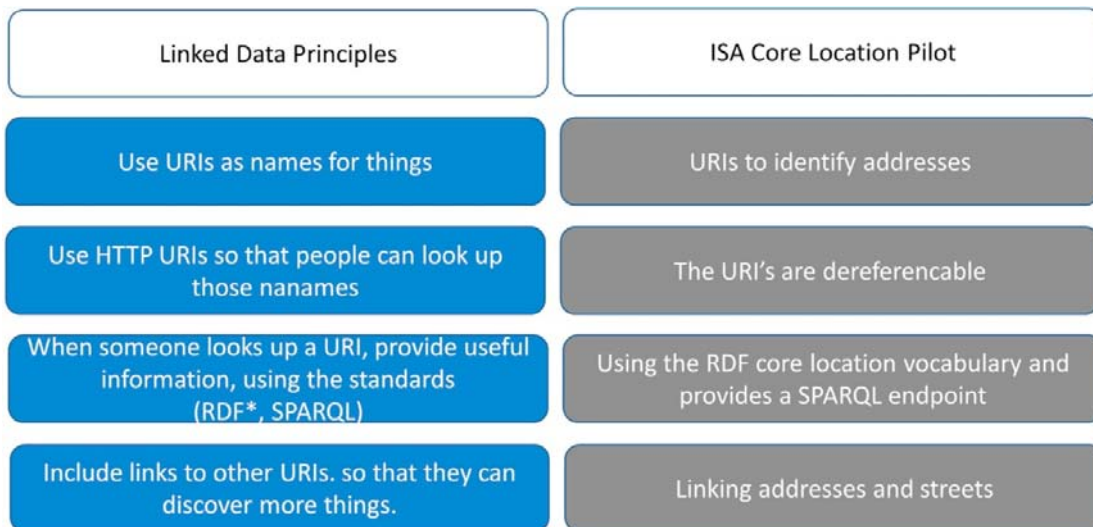 Linked Data Principles
ISA Core Location Pilot
Use URIs as names for things
URIs to identify addresses
Use HTTP URIs so that people can look up
those nanames
The URI's are dereferencable
When someone looks up a URI, provide useful
information, using the standards
(RDF*, SPARQL)
Using the RDF core location vocabulary and
provides a SPARQL endpoint
Include links to other URIs. so that they can
discover more things.
Linking addresses and streets